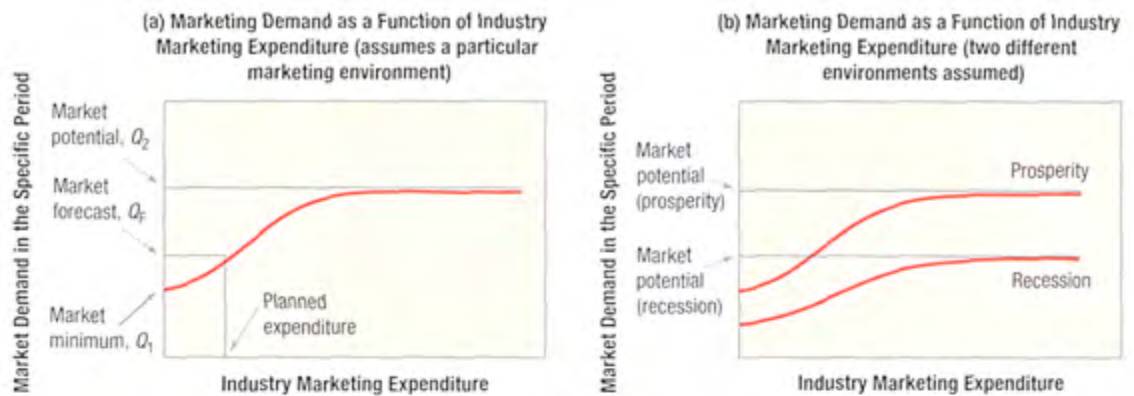 (a) Marketing Demand as a Function of Industry
Marketing Expenditure (assumes a particular
marketing environment)
Market Demand in the Specific Period
Market
potential, Q2
Market
forecast, QF
Market
minimum, Q1
Planned
expenditure
Industry Marketing Expenditure
(b) Marketing Demand as a Function of Industry
Marketing Expenditure (two different
environments assumed)
Market Demand in the Specific Period
Market
potential
(prosperity)
Market
potential
(recession)
Prosperity
Recession
Industry Marketing Expenditure